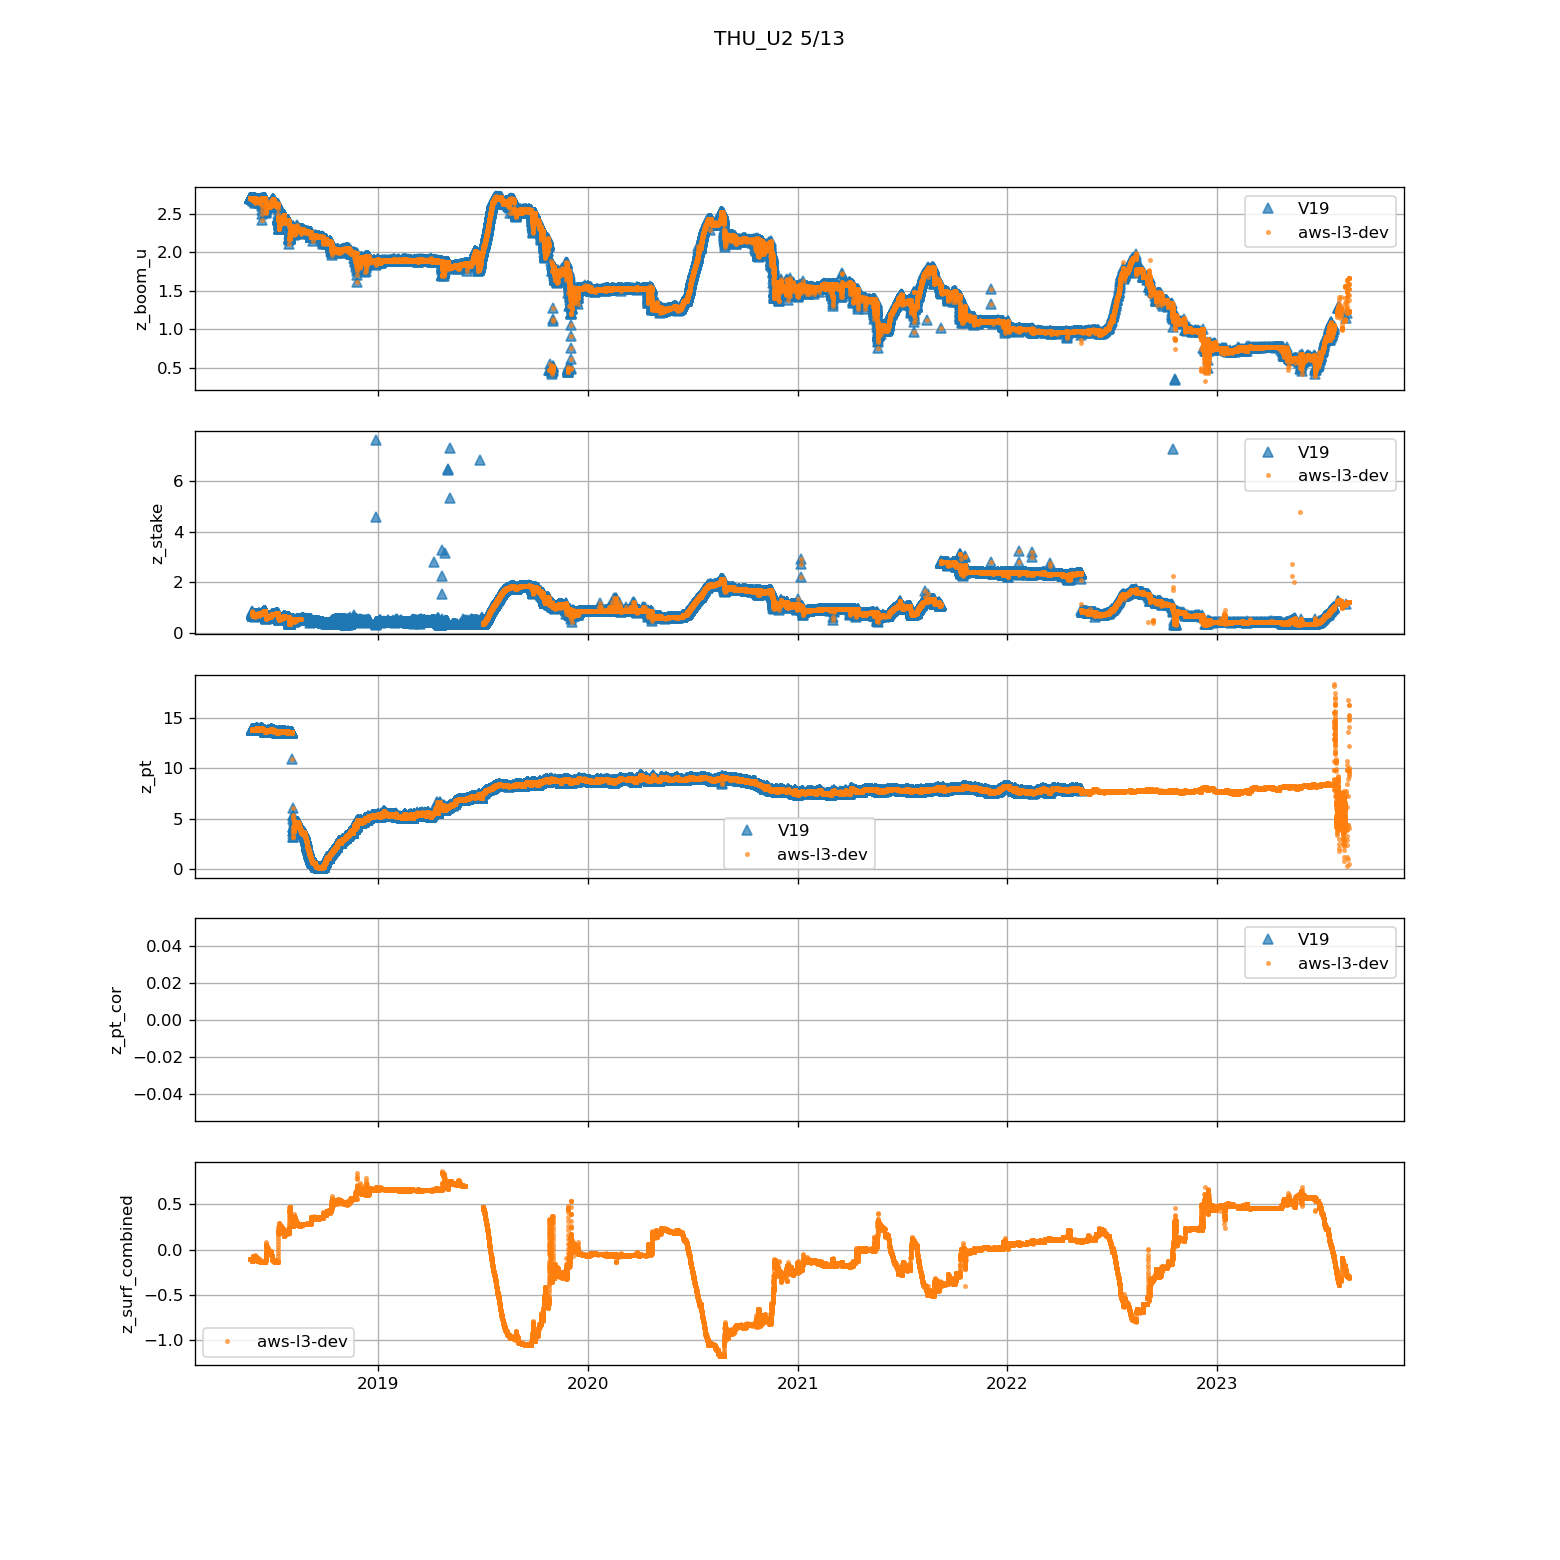 THU_U2 5/13
2.5
2.0
1.5
1.0
0.5
z_boom_u
V19
aws-l3-dev
6
4
2
0
z_stake
V19
aws-l3-dev
15
10
5
0
z_pt
V19
aws-l3-dev
0.04
0.02
0.00
−0.02
−0.04
z_pt_cor
V19
aws-l3-dev
0.5
0.0
−0.5
−1.0
z_surf_combined
aws-l3-dev
2019 2020 2021 2022 2023